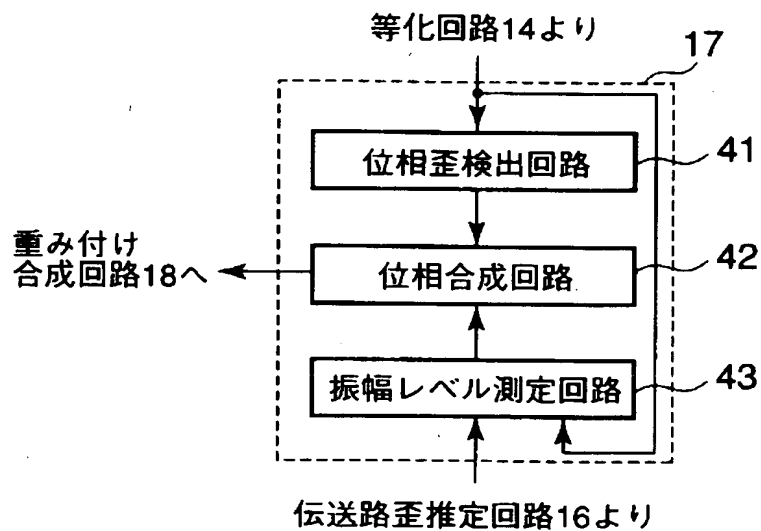 等化回路14より
17
位相歪検出回路
41
重み付け
合成回路18へ
位相合成回路
42
振幅レベル測定回路
43
伝送路歪推定回路16より